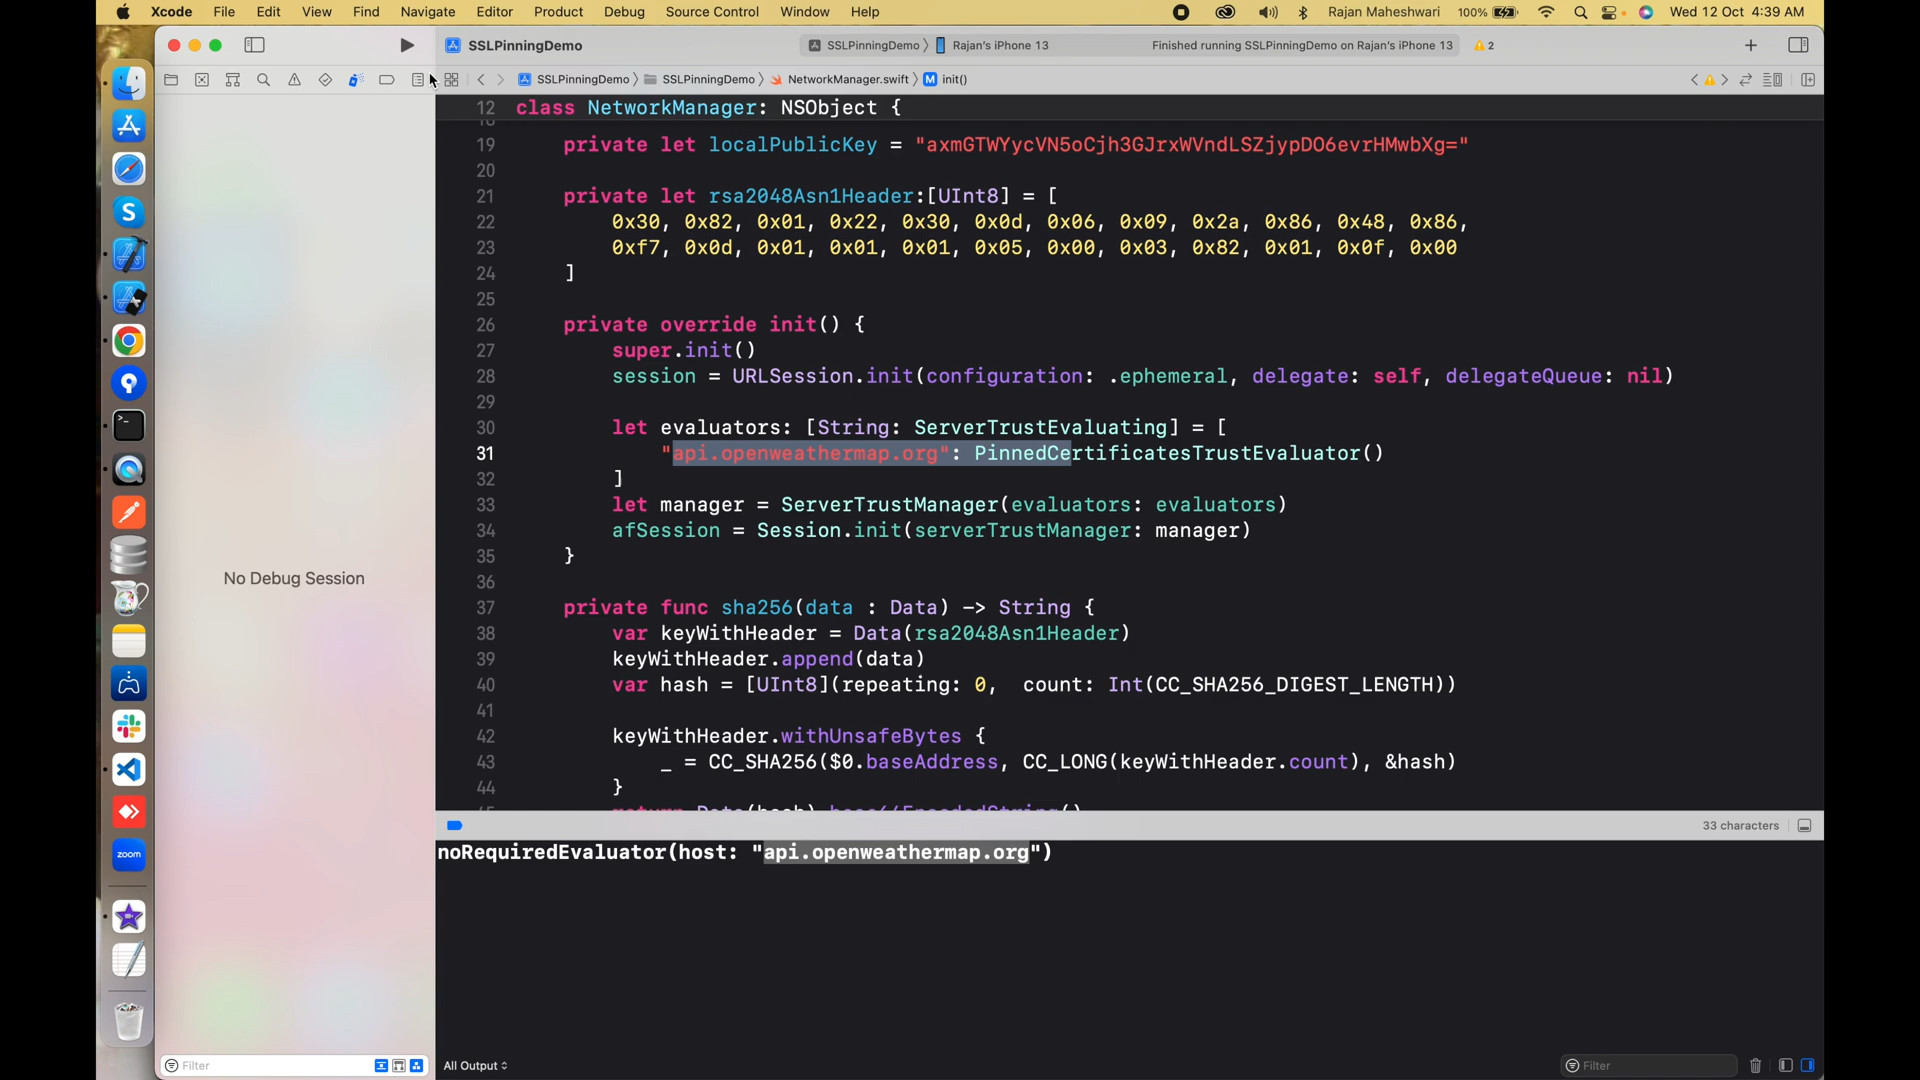 Xcode File Edit View Find Navigate Editor Product Debug Source Control Window Help Rajan Maheshwari 100% Wed 12 Oct 4:39 AM
SSLPinningDemo SSLPinningDemo Rajan's iPhone 13 Finished running SSLPinningDemo on Rajan's iPhone 13 2
SSLPinningDemo SSLPinningDemo NetworkManager.swift M init()
12 class NetworkManager: NSObject {
19 private let localPublicKey = "axmGTWYycVN5oCjh3GJrxWVndLSZjypDO6evrHMwbXg="
20
21 private let rsa2048Asn1Header:[UInt8] = [
22 0x30, 0x82, 0x01, 0x22, 0x30, 0x0d, 0x06, 0x09, 0x2a, 0x86, 0x48, 0x86,
23 0xf7, 0x0d, 0x01, 0x01, 0x01, 0x05, 0x00, 0x03, 0x82, 0x01, 0x0f, 0x00
24 ]
25
26 private override init() {
27 super.init()
28 session = URLSession.init(configuration: .ephemeral, delegate: self, delegateQueue: nil)
29
30 let evaluators: [String: ServerTrustEvaluating] = [
31 "api.openweathermap.org": PinnedCertificatesTrustEvaluator()
32 ]
33 let manager = ServerTrustManager(evaluators: evaluators)
34 afSession = Session.init(serverTrustManager: manager)
35 }
36
37 private func sha256(data : Data) -> String {
38 var keyWithHeader = Data(rsa2048Asn1Header)
39 keyWithHeader.append(data)
40 var hash = [UInt8](repeating: 0, count: Int(CC_SHA256_DIGEST_LENGTH))
41
42 keyWithHeader.withUnsafeBytes {
43 _ = CC_SHA256($0.baseAddress, CC_LONG(keyWithHeader.count), &hash)
44 }
No Debug Session
zoom
33 characters
noRequiredEvaluator(host: "api.openweathermap.org")
Filter
All Output
Filter